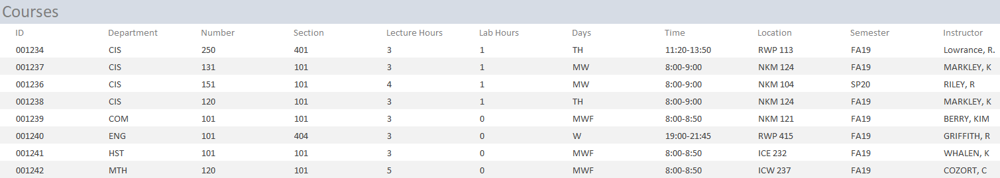 Courses
ID Department Number Section Lecture Hours Lab Hours Days Time Location Semester Instructor
001234 CIS 250 401 3 1 TH 11:20-13:50 RWP 113 FA19 Lowrance, R.
001237 CIS 131 101 3 1 MW 8:00-9:00 NKM 124 FA19 MARKLEY, K
001236 CIS 151 101 4 1 MW 8:00-9:00 NKM 104 SP20 RILEY, R
001238 CIS 120 101 3 1 TH 8:00-9:00 NKM 124 FA19 MARKLEY, K
001239 COM 101 101 3 0 MWF 8:00-8:50 NKM 121 FA19 BERRY, KIM
001240 ENG 101 404 3 0 W 19:00-21:45 RWP 415 FA19 GRIFFITH, R
001241 HST 101 101 3 0 MWF 8:00-8:50 ICE 232 FA19 WHALEN, K
001242 MTH 120 101 5 0 MWF 8:00-8:50 ICW 237 FA19 COZORT, C